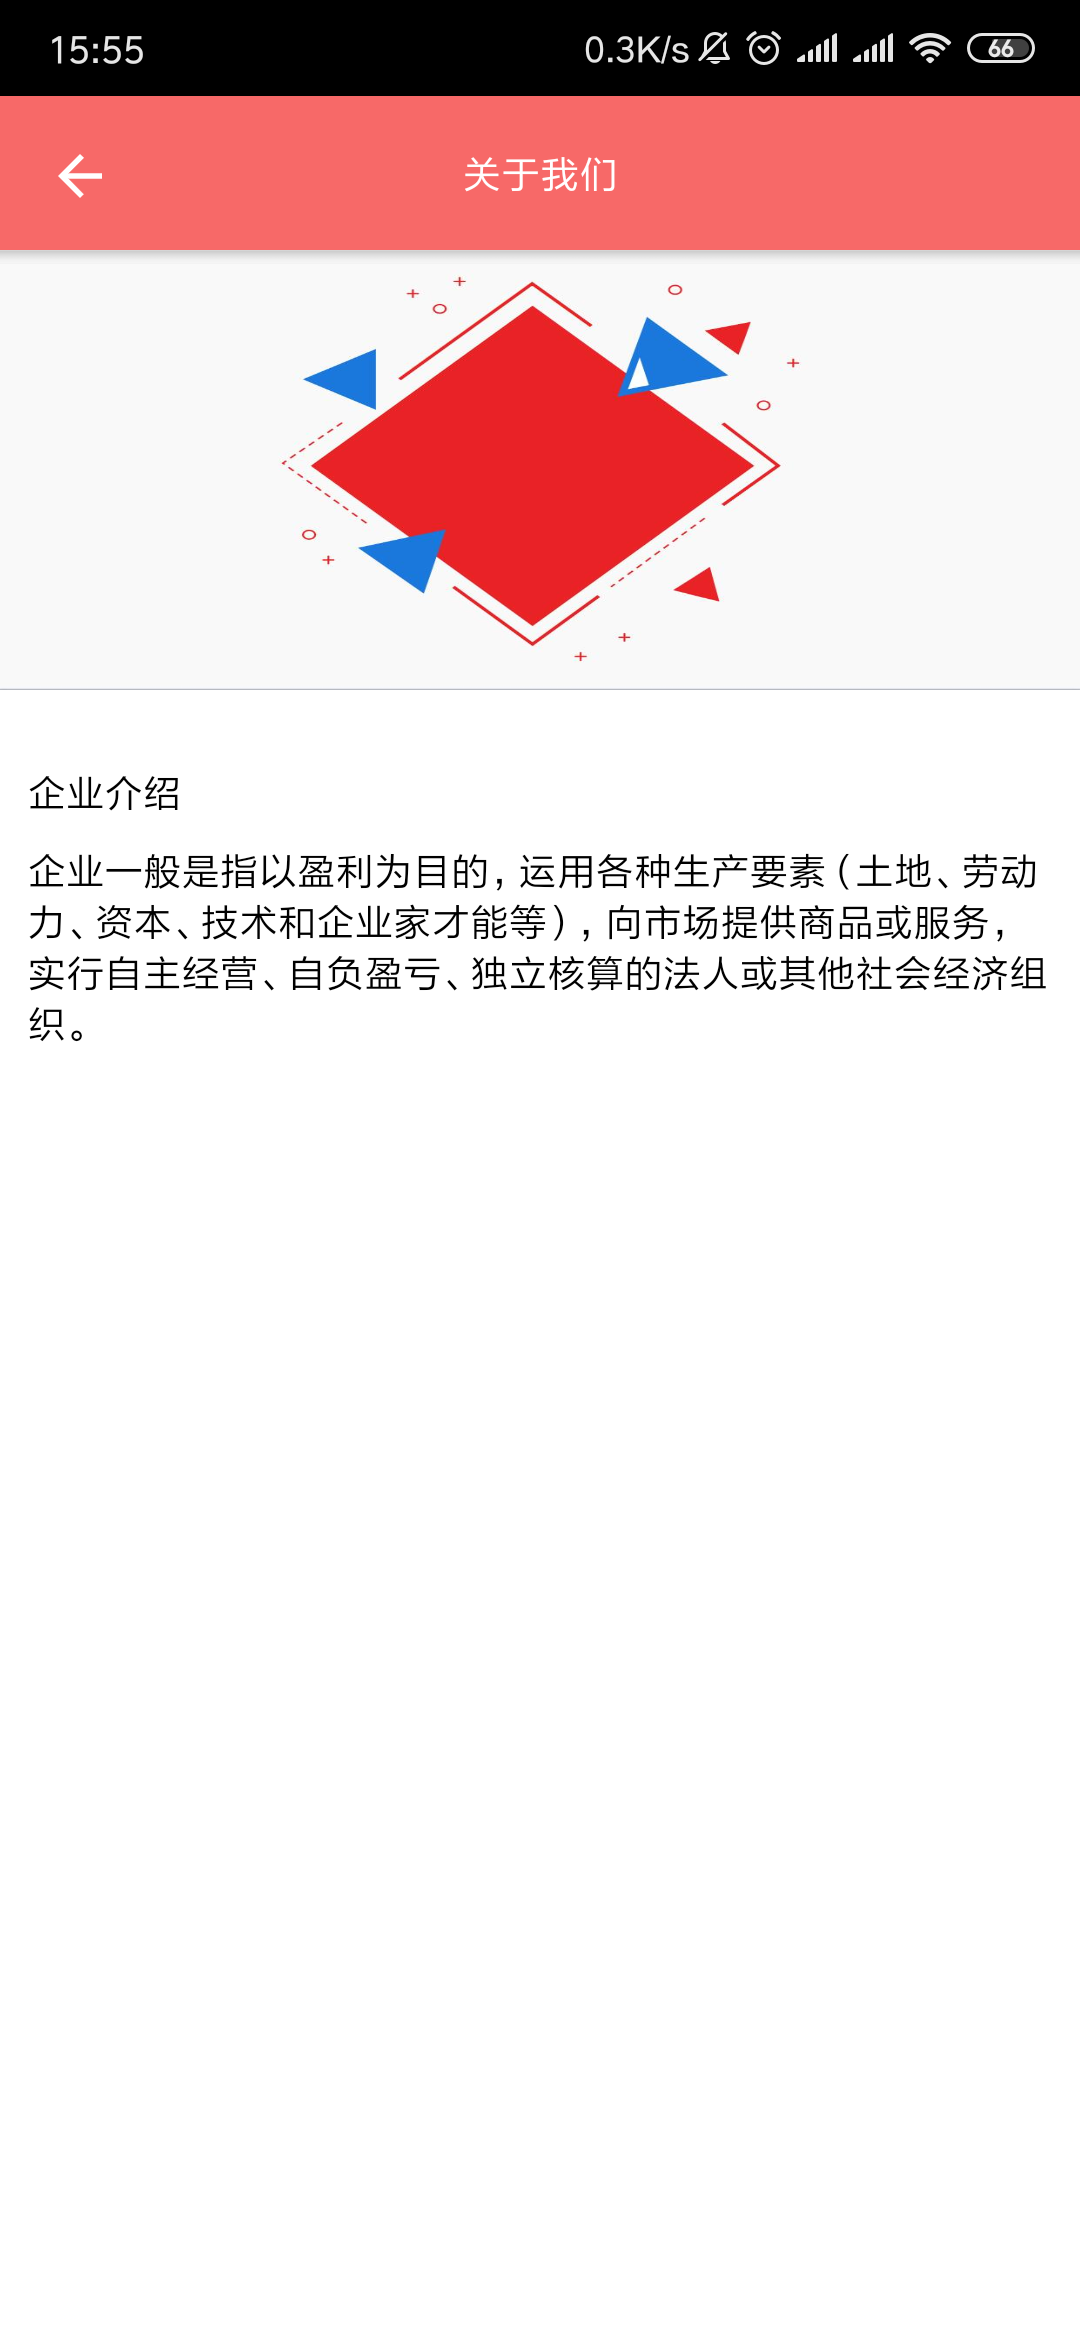 15:55
0.3K/s
66
关于我们
企业介绍
企业一般是指以盈利为目的，运用各种生产要素（土地、劳动
力、资本、技术和企业家才能等），向市场提供商品或服务，
实行自主经营、自负盈亏、独立核算的法人或其他社会经济组
织。